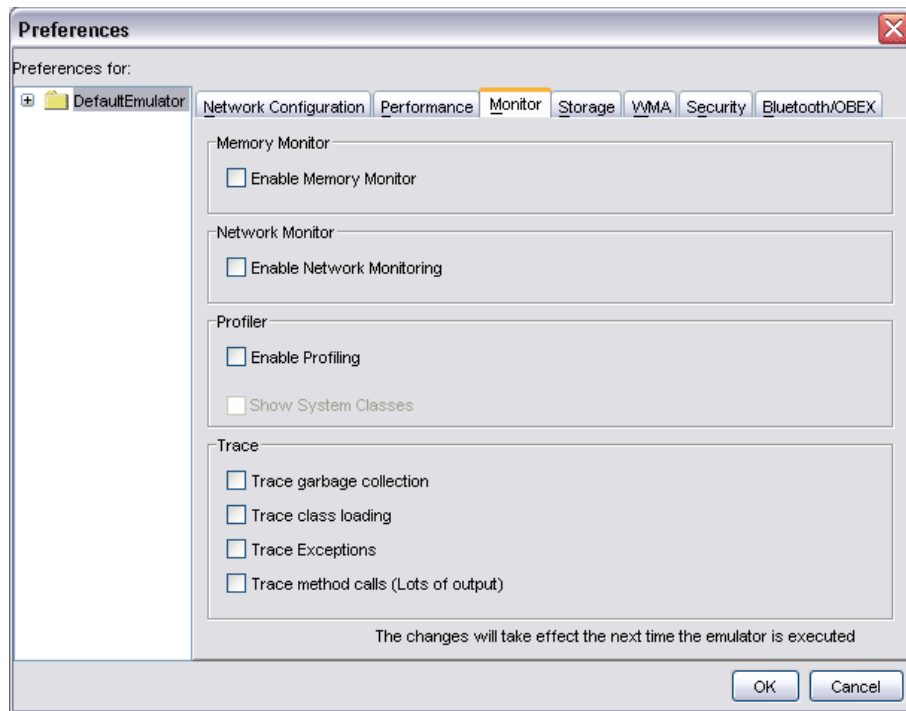 Preferences
Preferences for:
DefaultEmulator
Network Configuration Performance Monitor Storage WMA Security Bluetooth/OBEX
Memory Monitor
Enable Memory Monitor
Network Monitor
Enable Network Monitoring
Profiler
Enable Profiling
Show System Classes
Trace
Trace garbage collection
Trace class loading
Trace Exceptions
Trace method calls (Lots of output)
The changes will take effect the next time the emulator is executed
OK Cancel